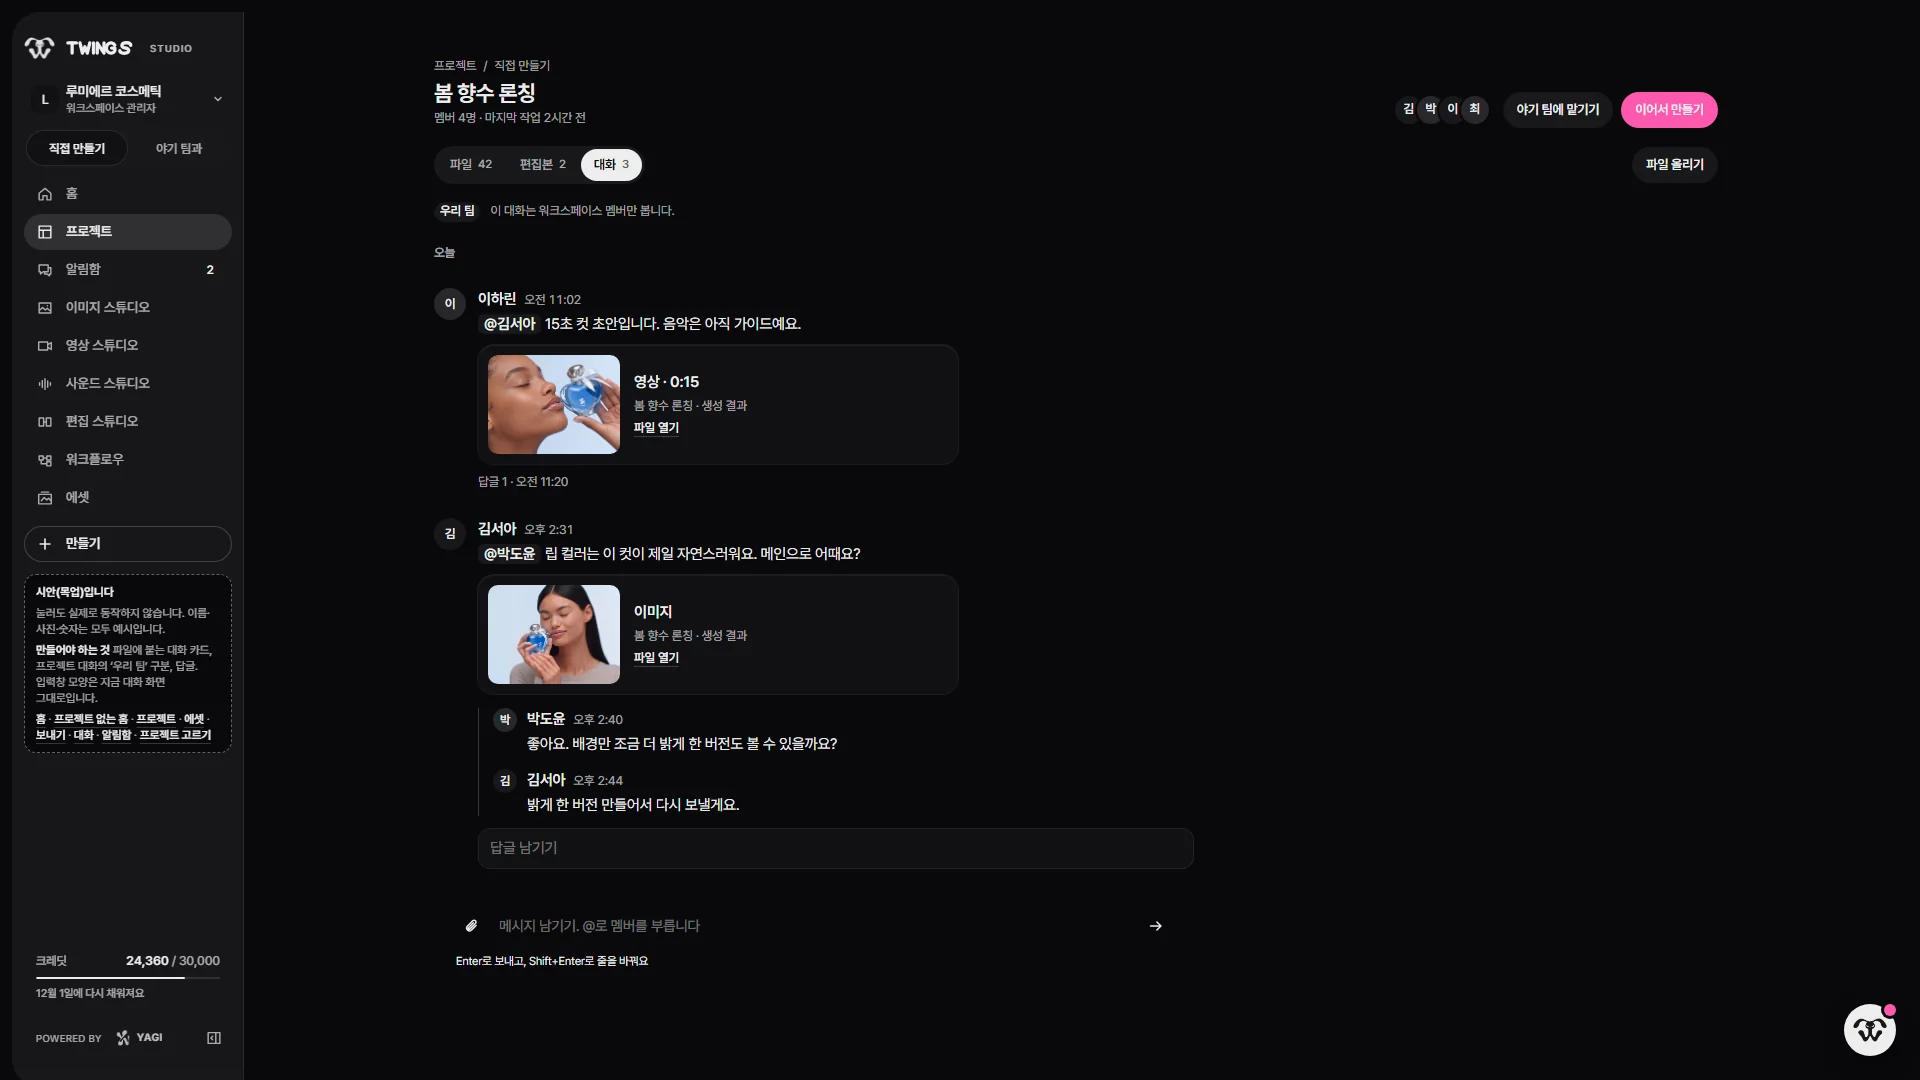 TWINGS STUDIO
L
루미에르 코스메틱
워크스페이스 관리자
직접 만들기
야기 팀과
홈
프로젝트
알림함 2
이미지 스튜디오
영상 스튜디오
사운드 스튜디오
편집 스튜디오
워크플로우
에셋
만들기
시안(목업)입니다
눌러도 실제로 동작하지 않습니다. 이름·
사진·숫자는 모두 예시입니다.
만들어야 하는 것 파일에 붙는 대화 카드,
프로젝트 대화의 ‘우리 팀’ 구분, 답글.
입력창 모양은 지금 대화 화면
그대로입니다.
홈 · 프로젝트 없는 홈 · 프로젝트 · 에셋 ·
보내기 · 대화 · 알림함 · 프로젝트 고르기
크레딧 24,360 / 30,000
12월 1일에 다시 채워져요
POWERED BY YAGI
프로젝트 / 직접 만들기
봄 향수 론칭
멤버 4명 · 마지막 작업 2시간 전
김 박 이 최
야기 팀에 맡기기
이어서 만들기
파일 42
편집본 2
대화 3
파일 올리기
우리 팀 이 대화는 워크스페이스 멤버만 봅니다.
오늘
이
이하린 오전 11:02
@김서아 15초 컷 초안입니다. 음악은 아직 가이드예요.
영상 · 0:15
봄 향수 론칭 · 생성 결과
파일 열기
답글 1 · 오전 11:20
김
김서아 오후 2:31
@박도윤 립 컬러는 이 컷이 제일 자연스러워요. 메인으로 어때요?
이미지
봄 향수 론칭 · 생성 결과
파일 열기
박
박도윤 오후 2:40
좋아요. 배경만 조금 더 밝게 한 버전도 볼 수 있을까요?
김
김서아 오후 2:44
밝게 한 버전 만들어서 다시 보낼게요.
답글 남기기
메시지 남기기. @로 멤버를 부릅니다
Enter로 보내고, Shift+Enter로 줄을 바꿔요